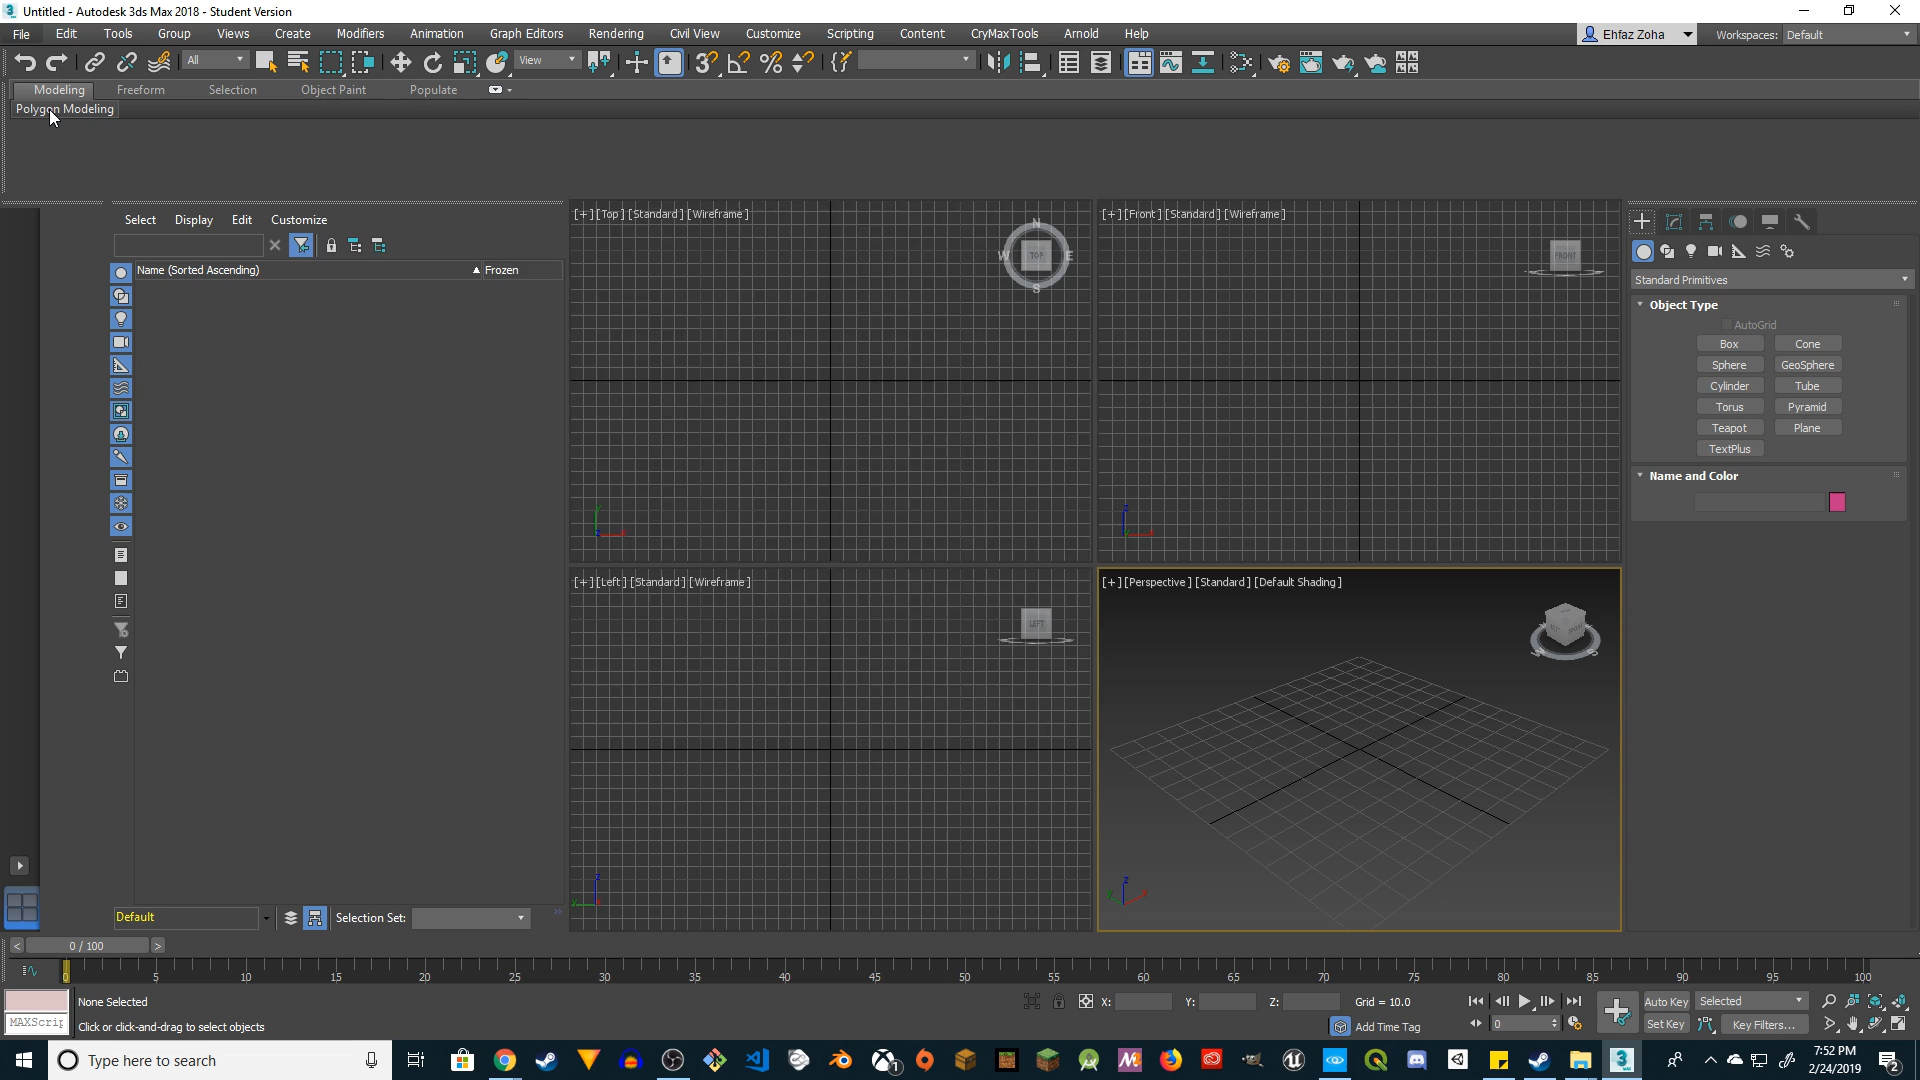 Untitled - Autodesk 3ds Max 2018 - Student Version
File Edit Tools Group Views Create Modifiers Animation Graph Editors Rendering Civil View Customize Scripting Content CryMaxTools Arnold Help
Ehfaz Zoha
Workspaces: Default
All
View
Modeling Freeform Selection Object Paint Populate
Polygon Modeling
Select Display Edit Customize
Name (Sorted Ascending) Frozen
[+] [Top] [Standard] [Wireframe]
N
W TOP E
S
[+] [Front] [Standard] [Wireframe]
FRONT
[+] [Left] [Standard] [Wireframe]
LEFT
[+] [Perspective] [Standard] [Default Shading]
Standard Primitives
Object Type
AutoGrid
Box Cone
Sphere GeoSphere
Cylinder Tube
Torus Pyramid
Teapot Plane
TextPlus
Name and Color
Default
Selection Set:
0 / 100
0 5 10 15 20 25 30 35 40 45 50 55 60 65 70 75 80 85 90 95 100
None Selected
X: Y: Z: Grid = 10.0
Auto Key Selected
MAXScrip
Click or click-and-drag to select objects
Add Time Tag
0
Set Key Key Filters...
Type here to search
7:52 PM
2/24/2019
2